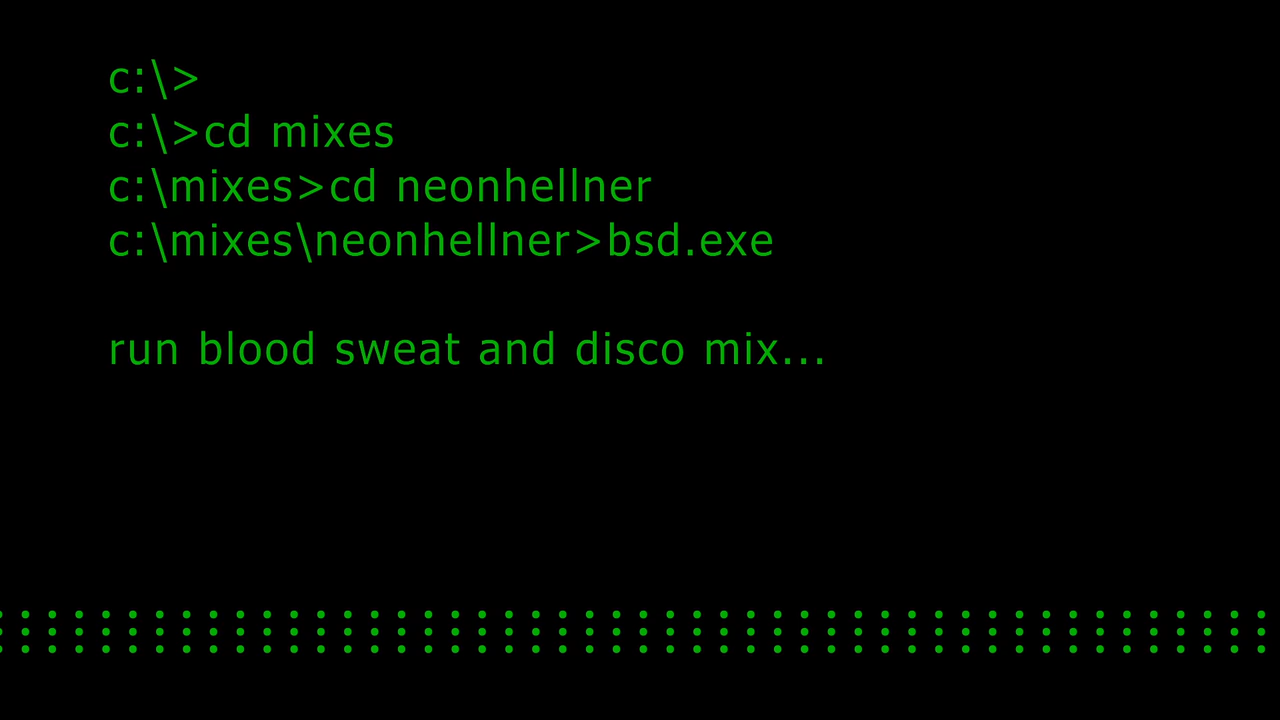 c:\>
c:\>cd mixes
c:\mixes>cd neonhellner
c:\mixes\neonhellner>bsd.exe
run blood sweat and disco mix...